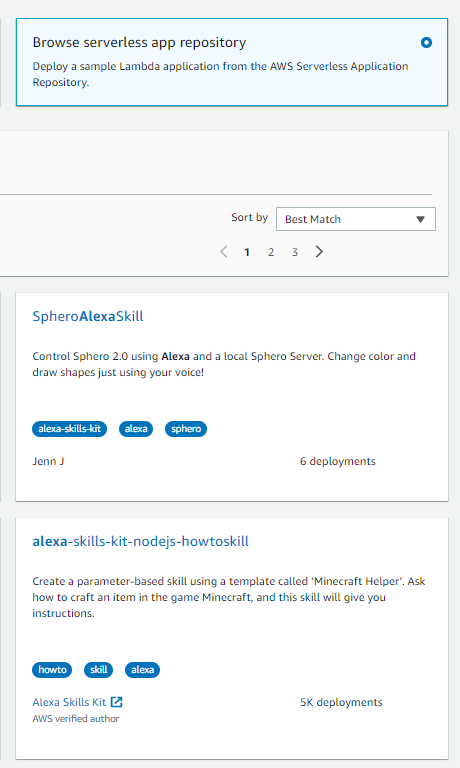 Browse serverless app repository
Deploy a sample Lambda application from the AWS Serverless Application
Repository.
Sort by
Best Match
1 2 3
SpheroAlexaSkill
Control Sphero 2.0 using Alexa and a local Sphero Server. Change color and
draw shapes just using your voice!
alexa-skills-kit alexa sphero
Jenn J 6 deployments
alexa-skills-kit-nodejs-howtoskill
Create a parameter-based skill using a template called ‘Minecraft Helper’. Ask
how to craft an item in the game Minecraft, and this skill will give you
instructions.
howto skill alexa
Alexa Skills Kit 5K deployments
AWS verified author